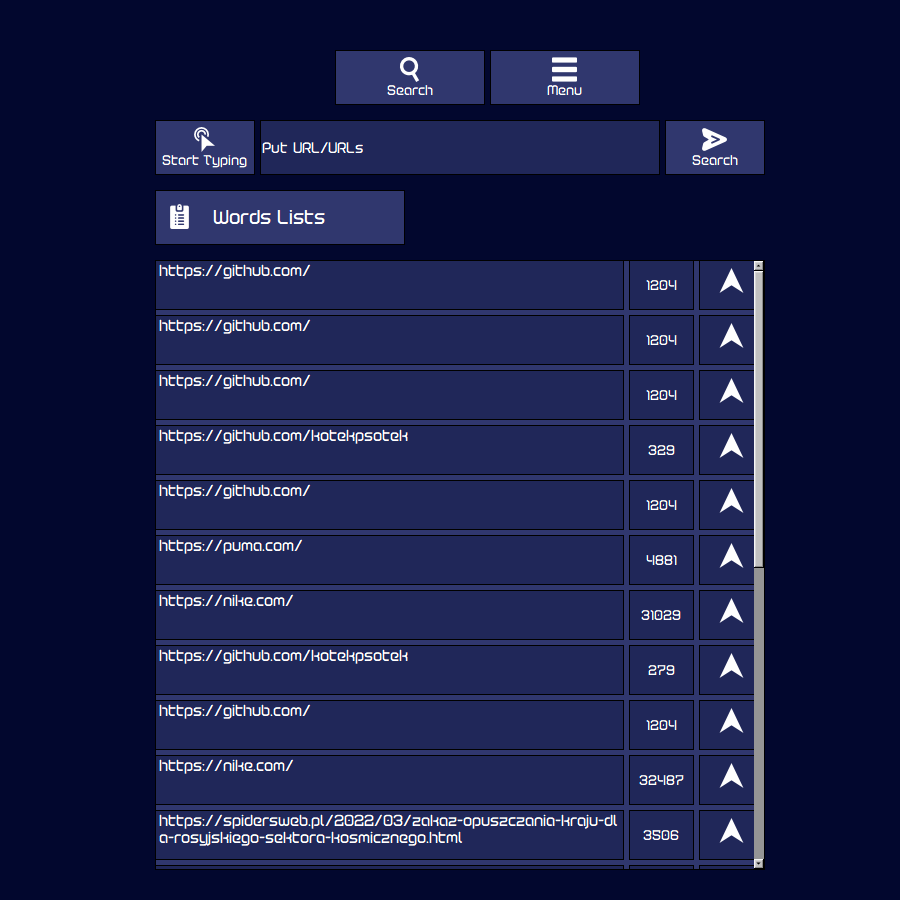 Search
Menu
Start Typing
Put URL/URLs
Search
Words Lists
https://github.com/
1204
https://github.com/
1204
https://github.com/
1204
https://github.com/kotekpsotek
329
https://github.com/
1204
https://puma.com/
4881
https://nike.com/
31029
https://github.com/kotekpsotek
279
https://github.com/
1204
https://nike.com/
32487
https://spidersweb.pl/2022/03/zakaz-opuszczania-kraju-dl
a-rosyjskiego-sektora-kosmicznego.html
3506